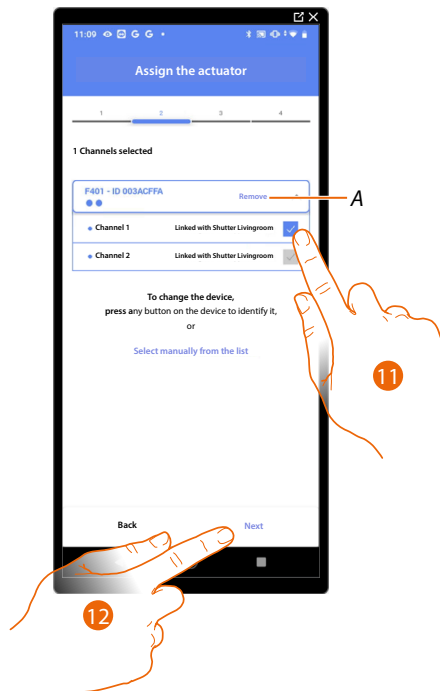 11:09 G G
Assign the actuator
1 2 3 4
1 Channels selected
F401 - ID 003ACFFA
Remove
A
Channel 1 Linked with Shutter Livingroom
Channel 2 Linked with Shutter Livingroom
To change the device,
press any button on the device to identify it,
or
Select manually from the list
11
Back Next
12